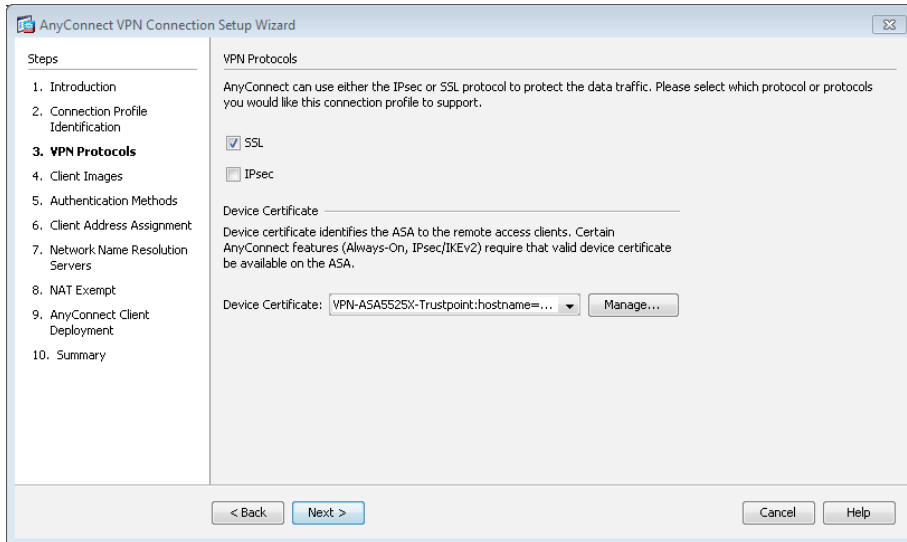 AnyConnect VPN Connection Setup Wizard
Steps
1. Introduction
2. Connection Profile
Identification
3. VPN Protocols
4. Client Images
5. Authentication Methods
6. Client Address Assignment
7. Network Name Resolution
Servers
8. NAT Exempt
9. AnyConnect Client
Deployment
10. Summary
VPN Protocols
AnyConnect can use either the IPsec or SSL protocol to protect the data traffic. Please select which protocol or protocols
you would like this connection profile to support.
SSL
IPsec
Device Certificate
Device certificate identifies the ASA to the remote access clients. Certain
AnyConnect features (Always-On, IPsec/IKEv2) require that valid device certificate
be available on the ASA.
Device Certificate: VPN-ASA5525X-Trustpoint:hostname=... Manage...
< Back Next > Cancel Help